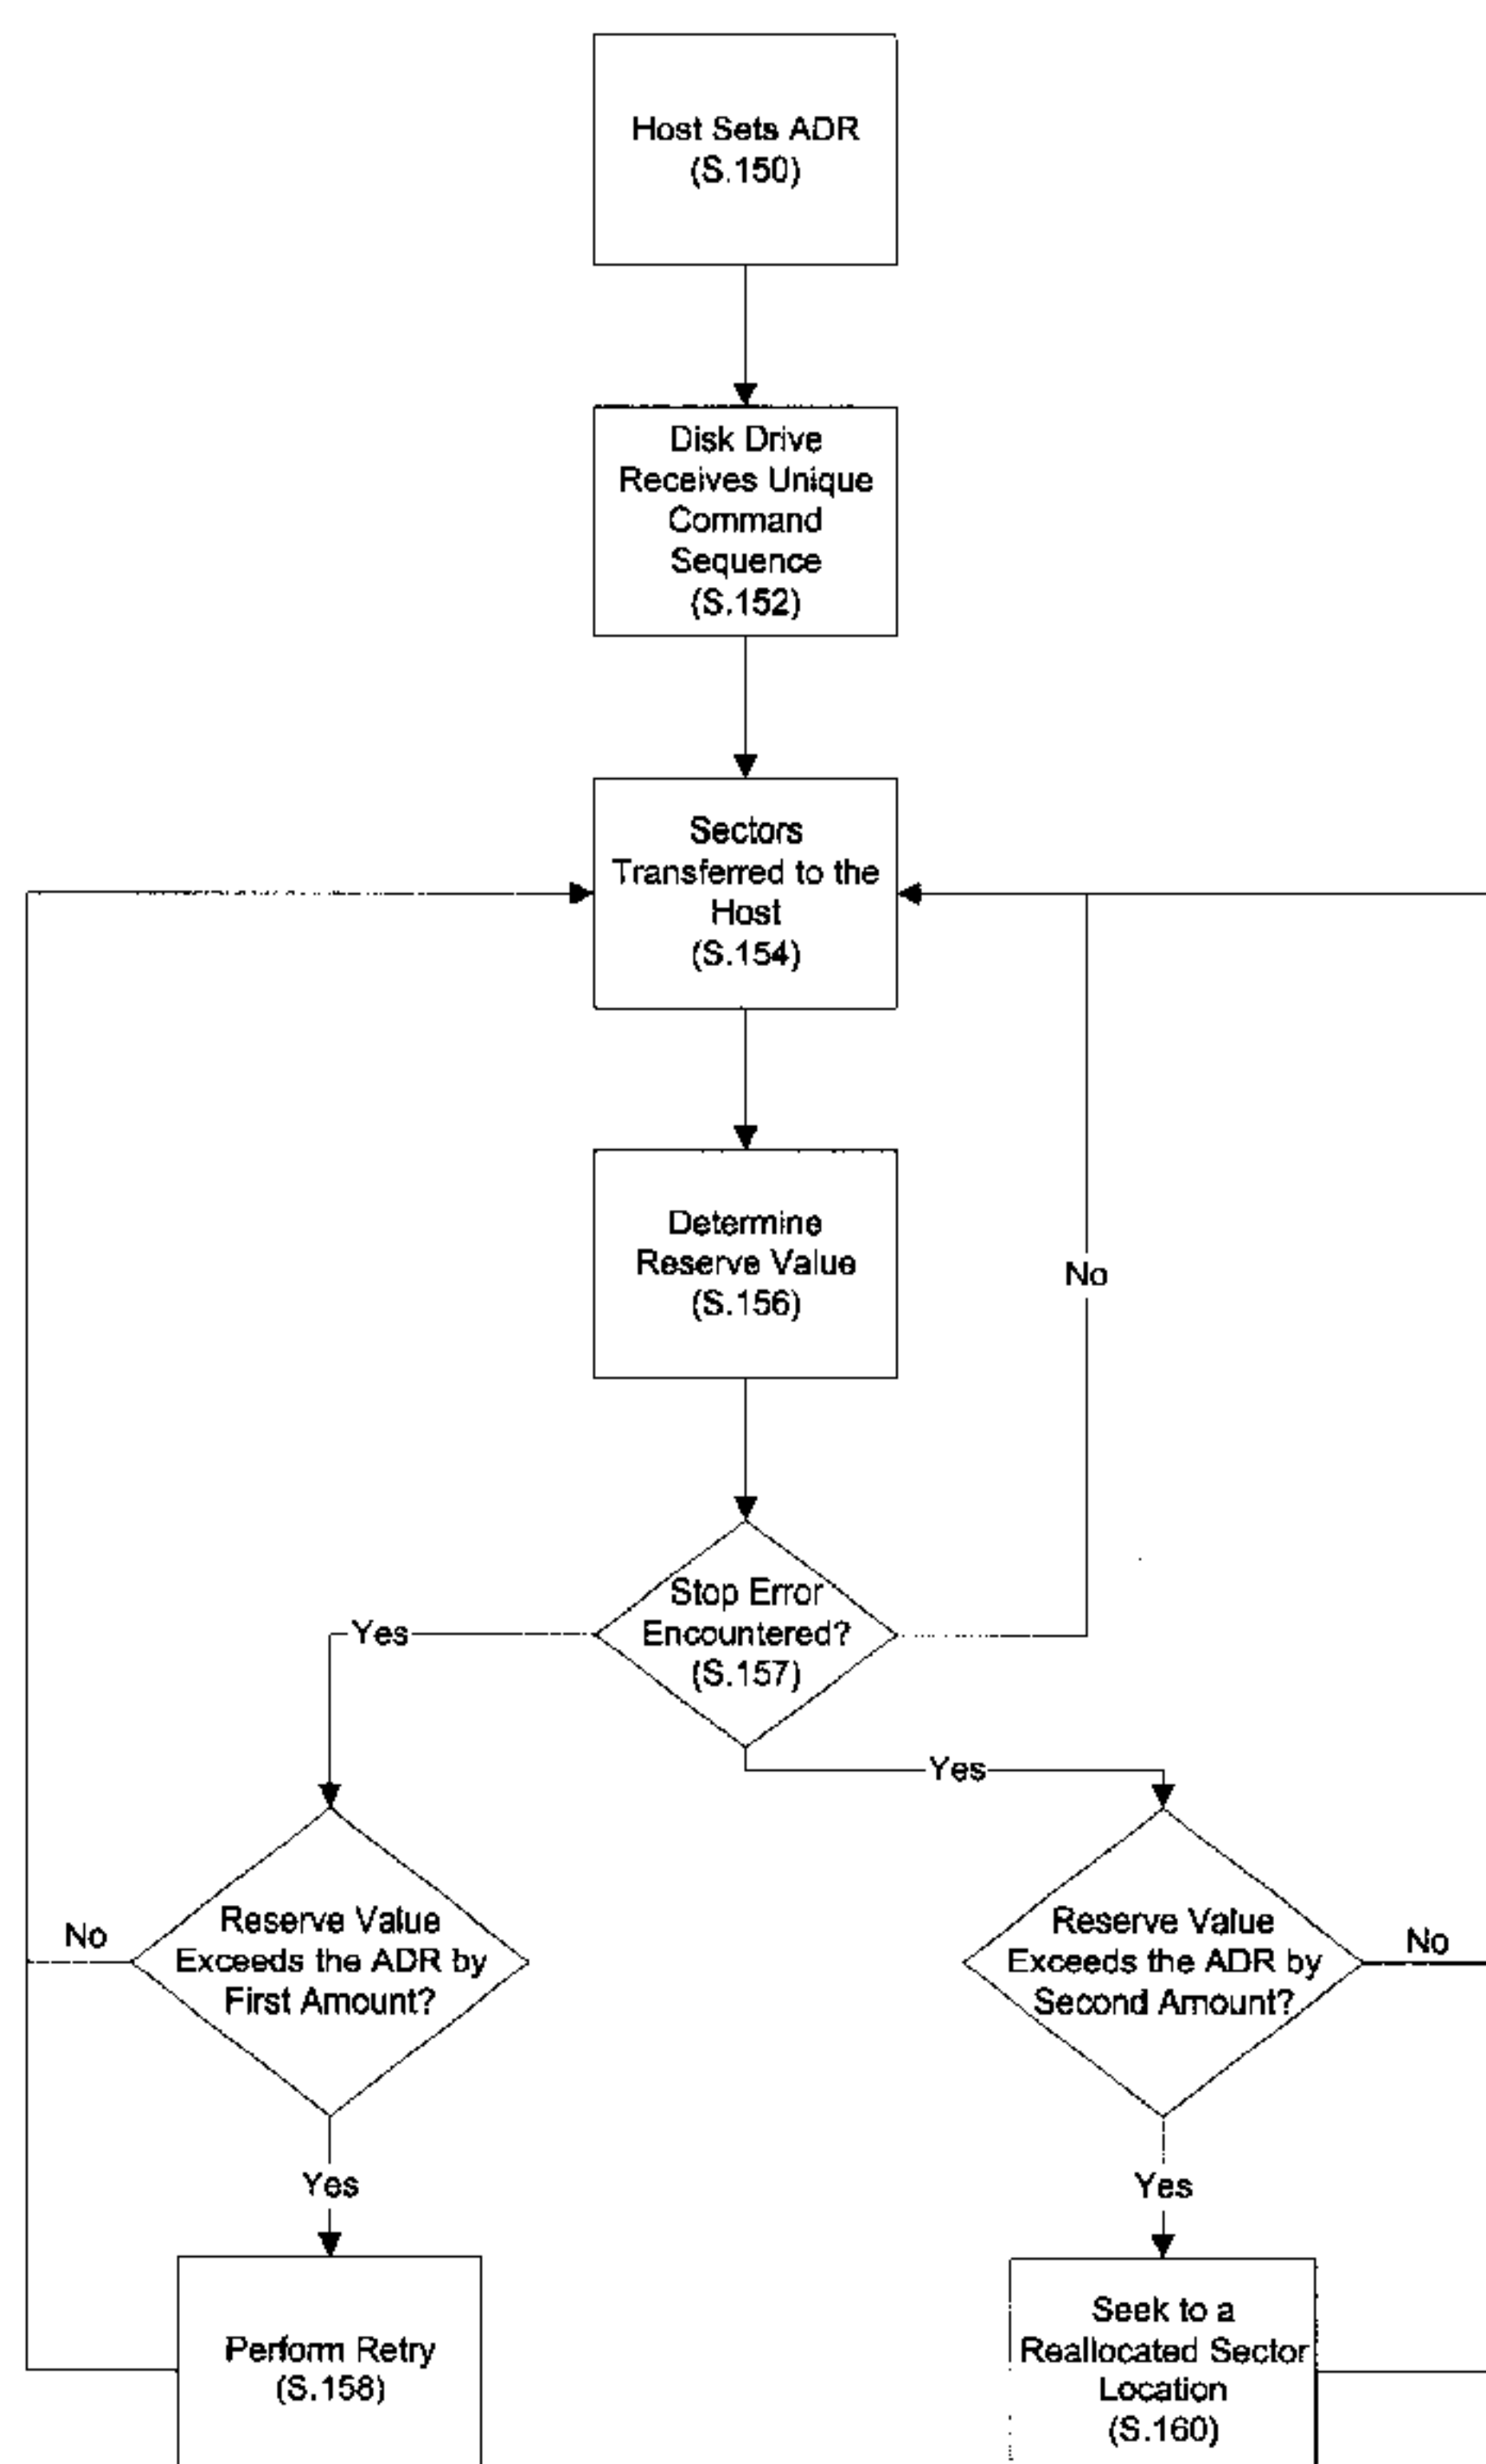 Host Sets ADR
(S.150)
Disk Drive
Receives Unique
Command
Sequence
(S.152)
Sectors
Transferred to the
Host
(S.154)
Determine
Reserve Value
(S.156)
No
Stop Error
Encountered?
(S.157)
Yes
Yes
Reserve Value
Exceeds the ADR by
First Amount?
No
Reserve Value
Exceeds the ADR by
Second Amount?
No
Yes
Yes
Perform Retry
(S.158)
Seek to a
Reallocated Sector
Location
(S.160)